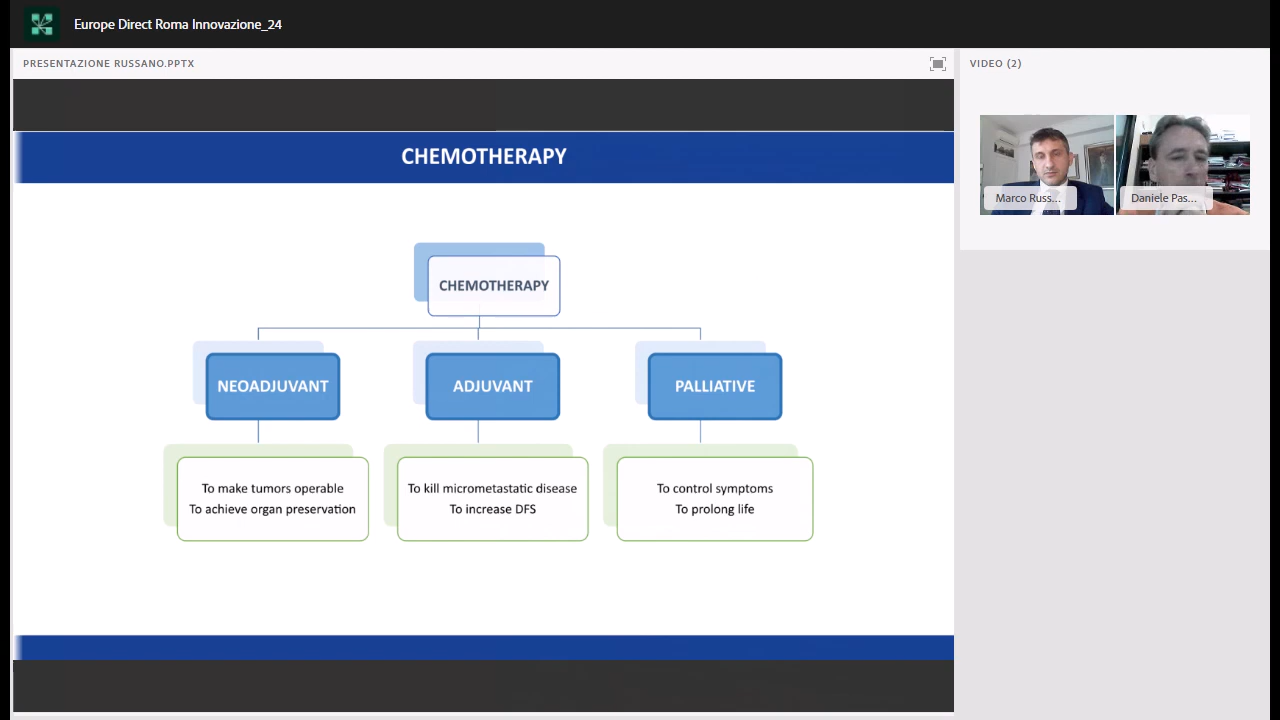 Europe Direct Roma Innovazione_24
PRESENTAZIONE RUSSANO.PPTX
VIDEO (2)
CHEMOTHERAPY
Marco Russ...
Daniele Pas...
CHEMOTHERAPY
NEOADJUVANT
ADJUVANT
PALLIATIVE
To make tumors operable
To achieve organ preservation
To kill micrometastatic disease
To increase DFS
To control symptoms
To prolong life